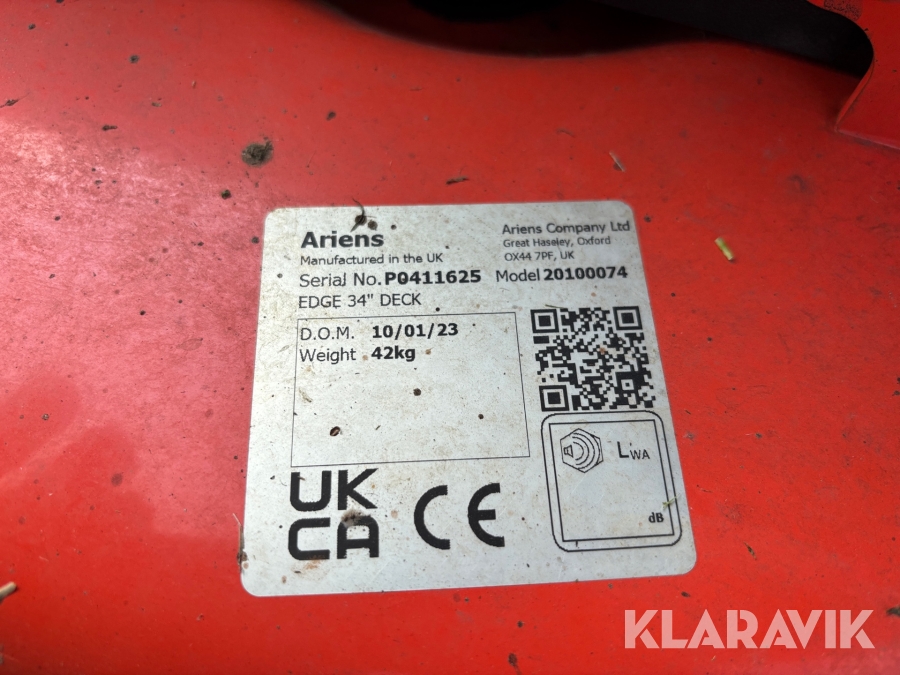 Ariens
Manufactured in the UK
Ariens Company Ltd
Great Haseley, Oxford
OX44 7PF, UK
Serial No. P0411625 Model 20100074
EDGE 34" DECK
D.O.M. 10/01/23
Weight 42kg
LWA
dB
UK
CA CE
KLARAVIK